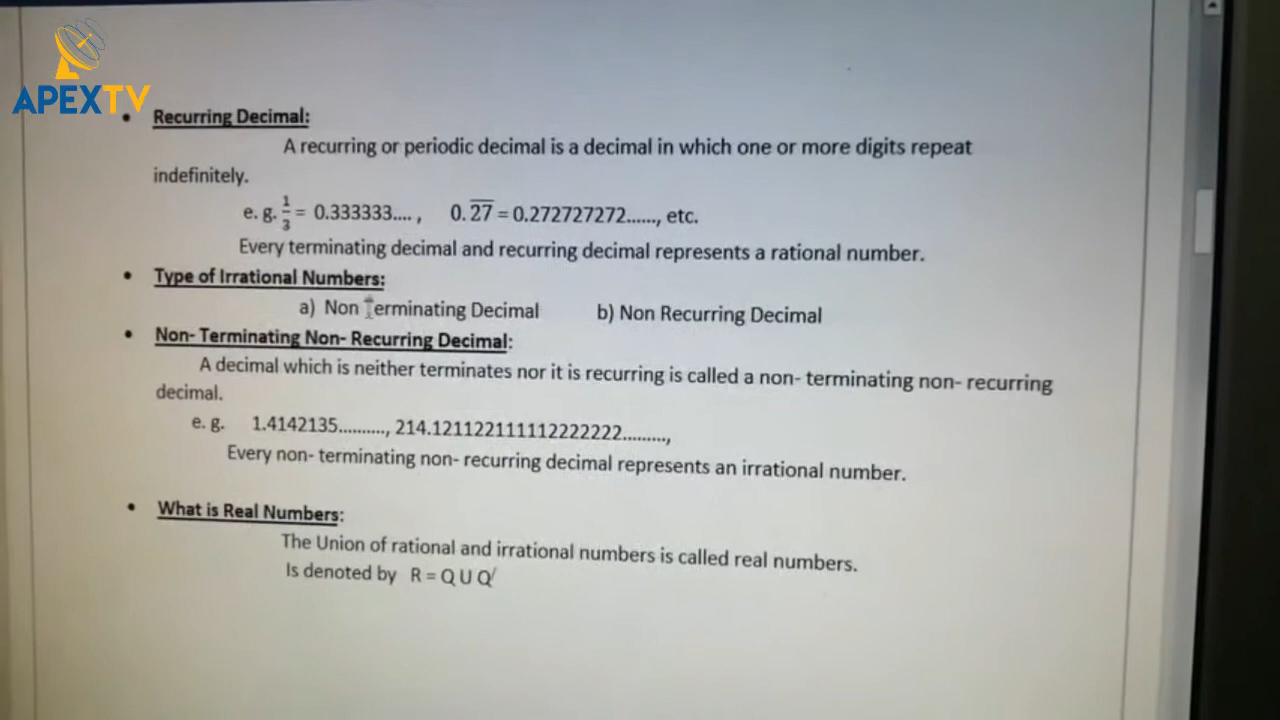 APEXTV
• Recurring Decimal:
A recurring or periodic decimal is a decimal in which one or more digits repeat
indefinitely.
e. g. 1/3 = 0.333333.... , 0. 2̅7̅ = 0.272727272......, etc.
Every terminating decimal and recurring decimal represents a rational number.
• Type of Irrational Numbers:
a) Non Terminating Decimal b) Non Recurring Decimal
• Non- Terminating Non- Recurring Decimal:
A decimal which is neither terminates nor it is recurring is called a non- terminating non- recurring
decimal.
e. g. 1.4142135.........., 214.121122111112222222.........,
Every non- terminating non- recurring decimal represents an irrational number.
• What is Real Numbers:
The Union of rational and irrational numbers is called real numbers.
Is denoted by R = Q U Q/